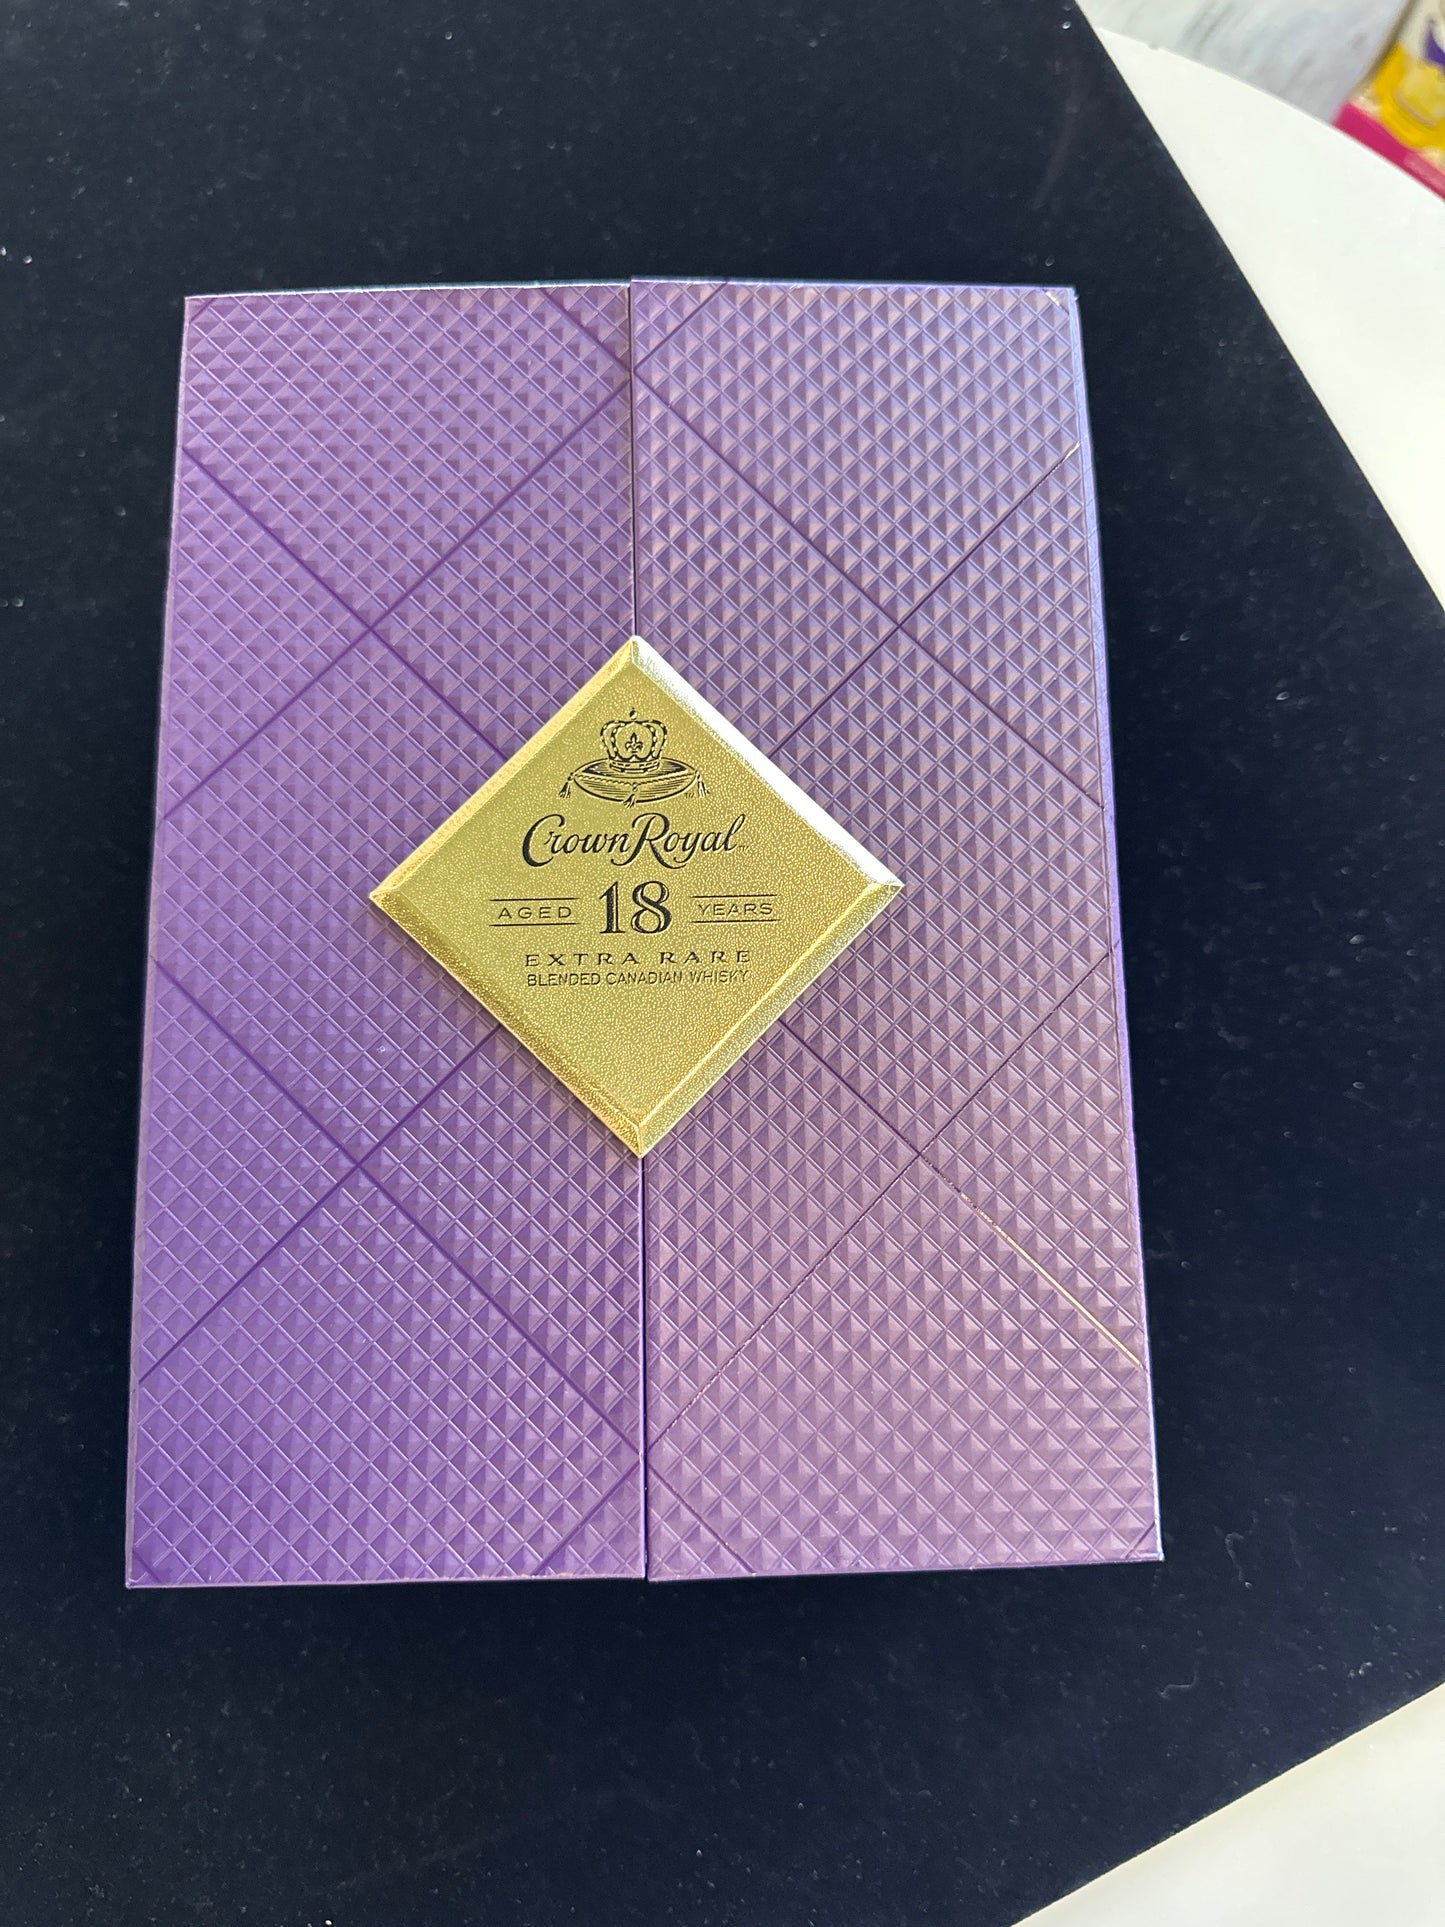 Crown Royal
AGED 18 YEARS
EXTRA RARE
BLENDED CANADIAN WHISKY